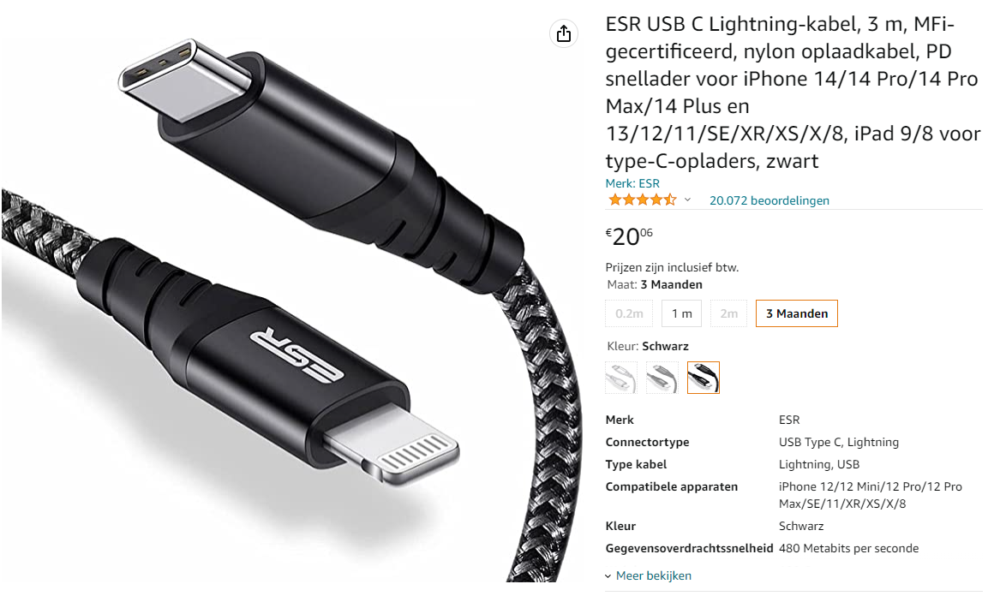 ESR USB C Lightning-kabel, 3 m, MFi-
gecertificeerd, nylon oplaadkabel, PD
snellader voor iPhone 14/14 Pro/14 Pro
Max/14 Plus en
13/12/11/SE/XR/XS/X/8, iPad 9/8 voor
type-C-opladers, zwart
Merk: ESR
20.072 beoordelingen
€2006
Prijzen zijn inclusief btw.
Maat: 3 Maanden
0.2m 1 m 2m 3 Maanden
Kleur: Schwarz
Merk ESR
Connectortype USB Type C, Lightning
Type kabel Lightning, USB
Compatibele apparaten iPhone 12/12 Mini/12 Pro/12 Pro
Max/SE/11/XR/XS/X/8
Kleur Schwarz
Gegevensoverdrachtssnelheid 480 Metabits per seconde
Meer bekijken
ESR